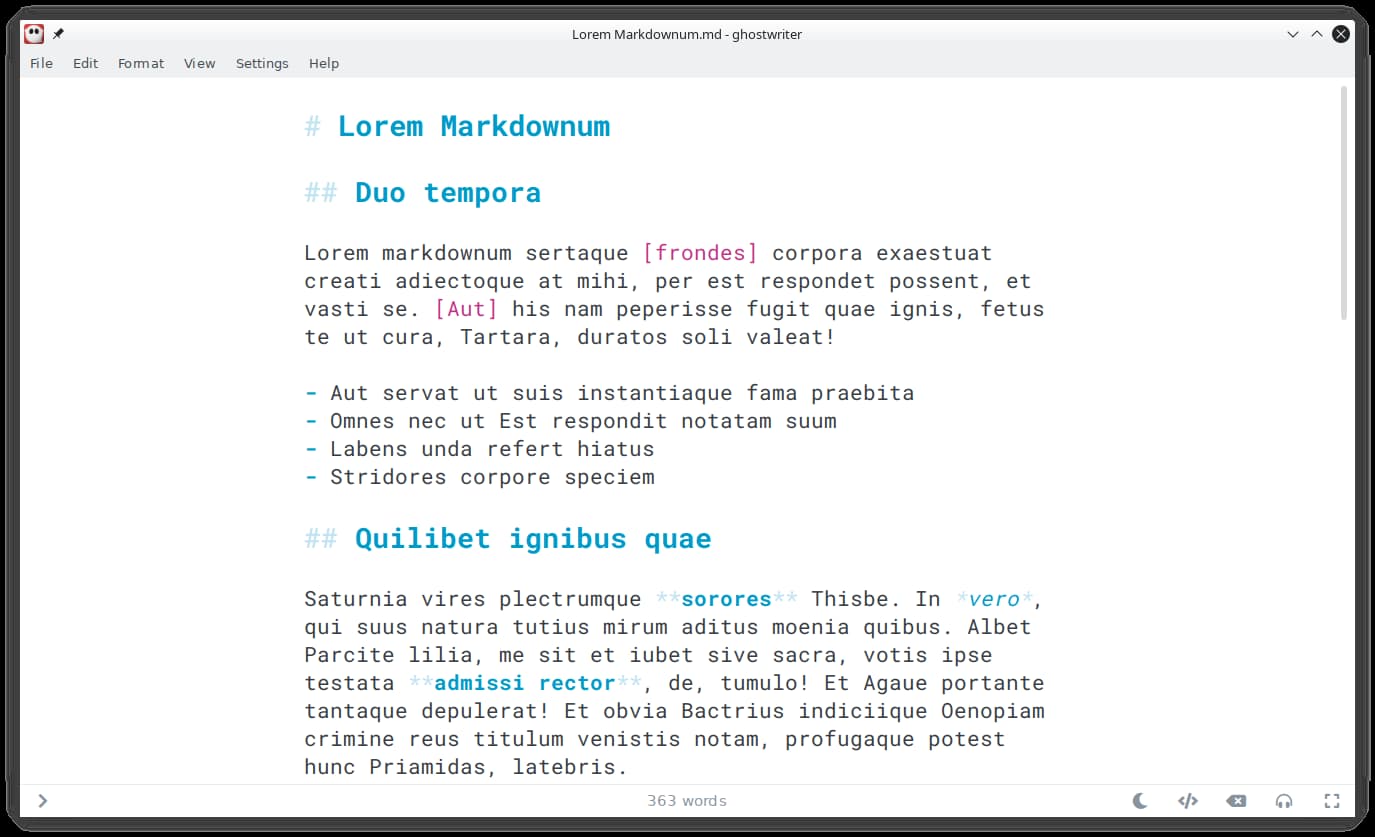 Lorem Markdownum.md - ghostwriter
File Edit Format View Settings Help
# Lorem Markdownum
## Duo tempora
Lorem markdownum sertaque [frondes] corpora exaestuat
creati adiectoque at mihi, per est respondet possent, et
vasti se. [Aut] his nam peperisse fugit quae ignis, fetus
te ut cura, Tartara, duratos soli valeat!
- Aut servat ut suis instantiaque fama praebita
- Omnes nec ut Est respondit notatam suum
- Labens unda refert hiatus
- Stridores corpore speciem
## Quilibet ignibus quae
Saturnia vires plectrumque **sorores** Thisbe. In *vero*,
qui suus natura tutius mirum aditus moenia quibus. Albet
Parcite lilia, me sit et iubet sive sacra, votis ipse
testata **admissi rector**, de, tumulo! Et Agaue portante
tantaque depulerat! Et obvia Bactrius indiciique Oenopiam
crimine reus titulum venistis notam, profugaque potest
hunc Priamidas, latebris.
363 words